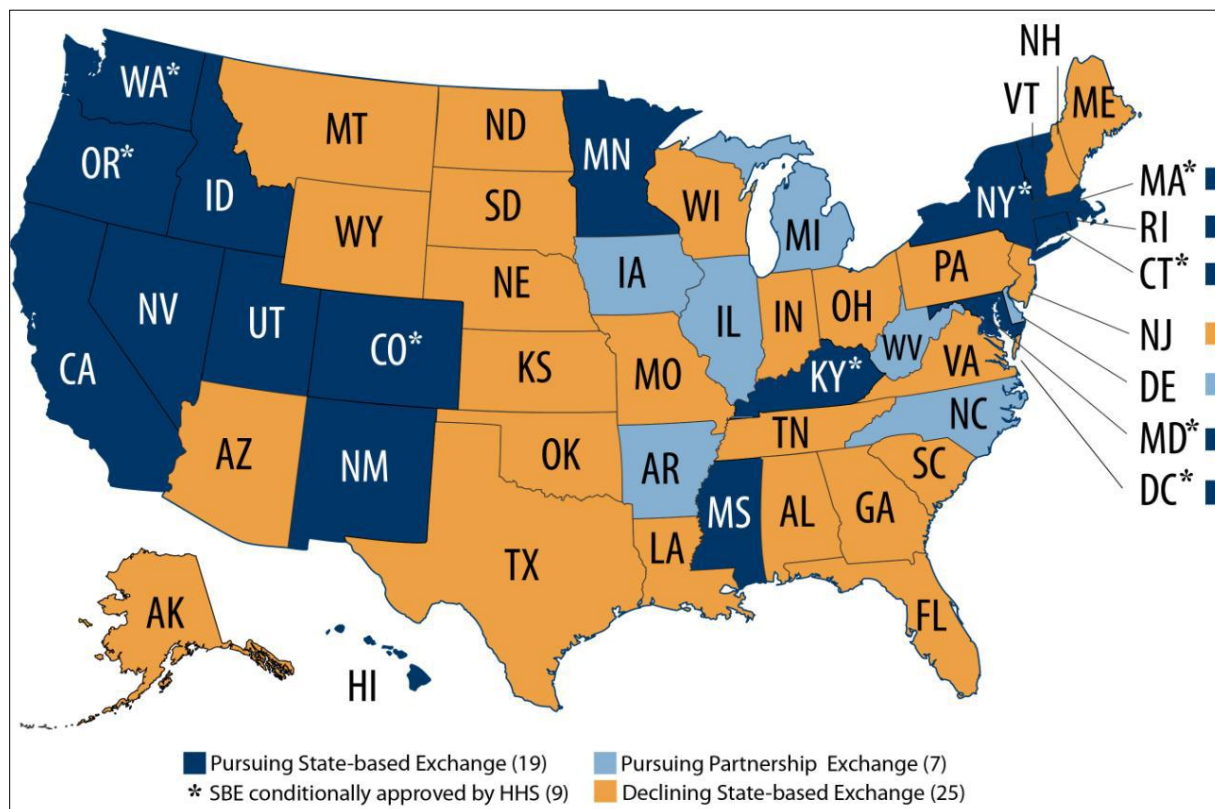 NH
WA*
VT
ME
MT
ND
MN
OR*
ID
MA*
NY*
WI
SD
MI
RI
WY
CT*
PA
IA
NE
NV
OH
IN
IL
NJ
UT
CO*
WV
VA
CA
KS
MO
KY*
DE
NC
MD*
TN
AZ
OK
NM
AR
SC
DC*
MS
AL
GA
LA
TX
AK
FL
HI
Pursuing State-based Exchange (19)
Pursuing Partnership Exchange (7)
* SBE conditionally approved by HHS (9)
Declining State-based Exchange (25)